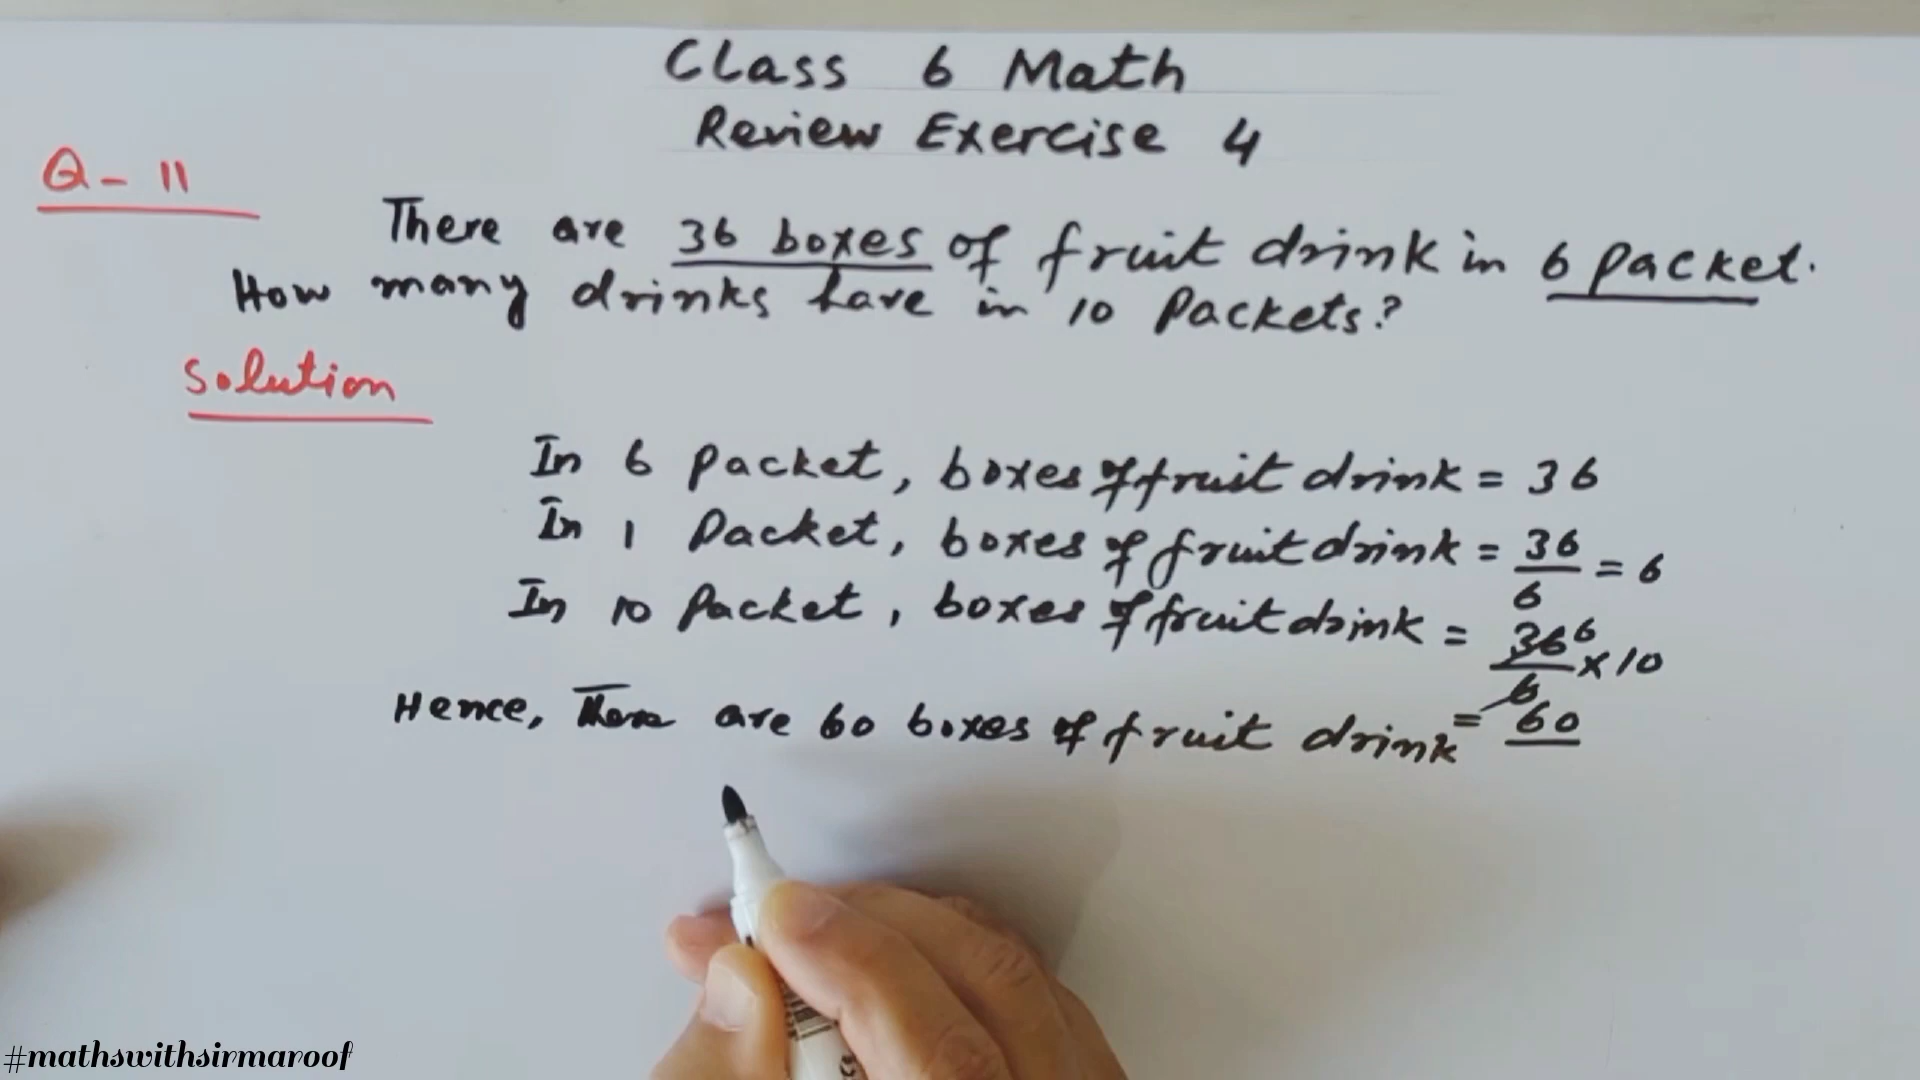 Class 6 Math
Review Exercise 4
Q - 11
There are 36 boxes of fruit drink in 6 packet.
How many drinks have in 10 Packets?
Solution
In 6 packet, boxes of fruit drink = 36
In 1 Packet, boxes of fruit drink = 36/6 = 6
In 10 Packet, boxes of fruit drink = 36/6 6 x 10
= 60
Hence, There are 60 boxes of fruit drink
#mathswithsirmaroof